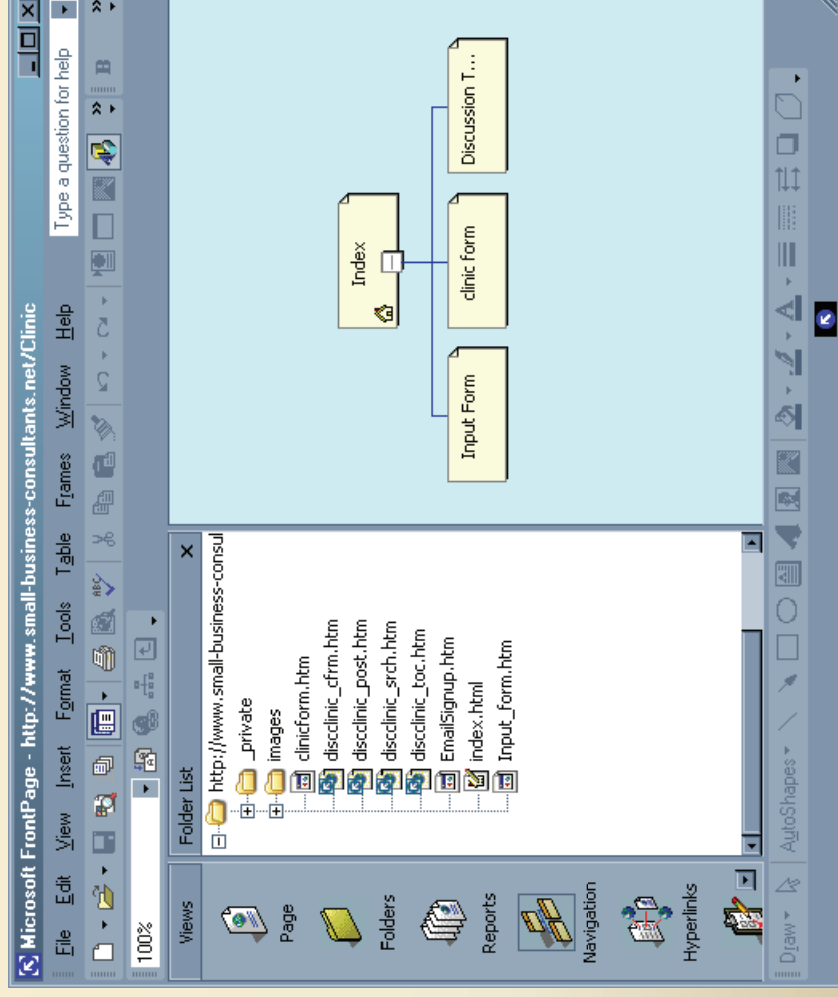 Microsoft FrontPage - http://www.small-business-consultants.net/Clinic
File Edit View Insert Format Tools Table Frames Window Help
Type a question for help
ABC
B
100%
Views
Page
Folders
Reports
Navigation
Hyperlinks
Folder List
http://www.small-business-consul
_private
images
clinicform.htm
discclinic_cfrm.htm
discclinic_post.htm
discclinic_srch.htm
discclinic_toc.htm
EmailSignup.htm
index.html
Input_form.htm
Index
Input Form
clinic form
Discussion T...
Draw AutoShapes A A